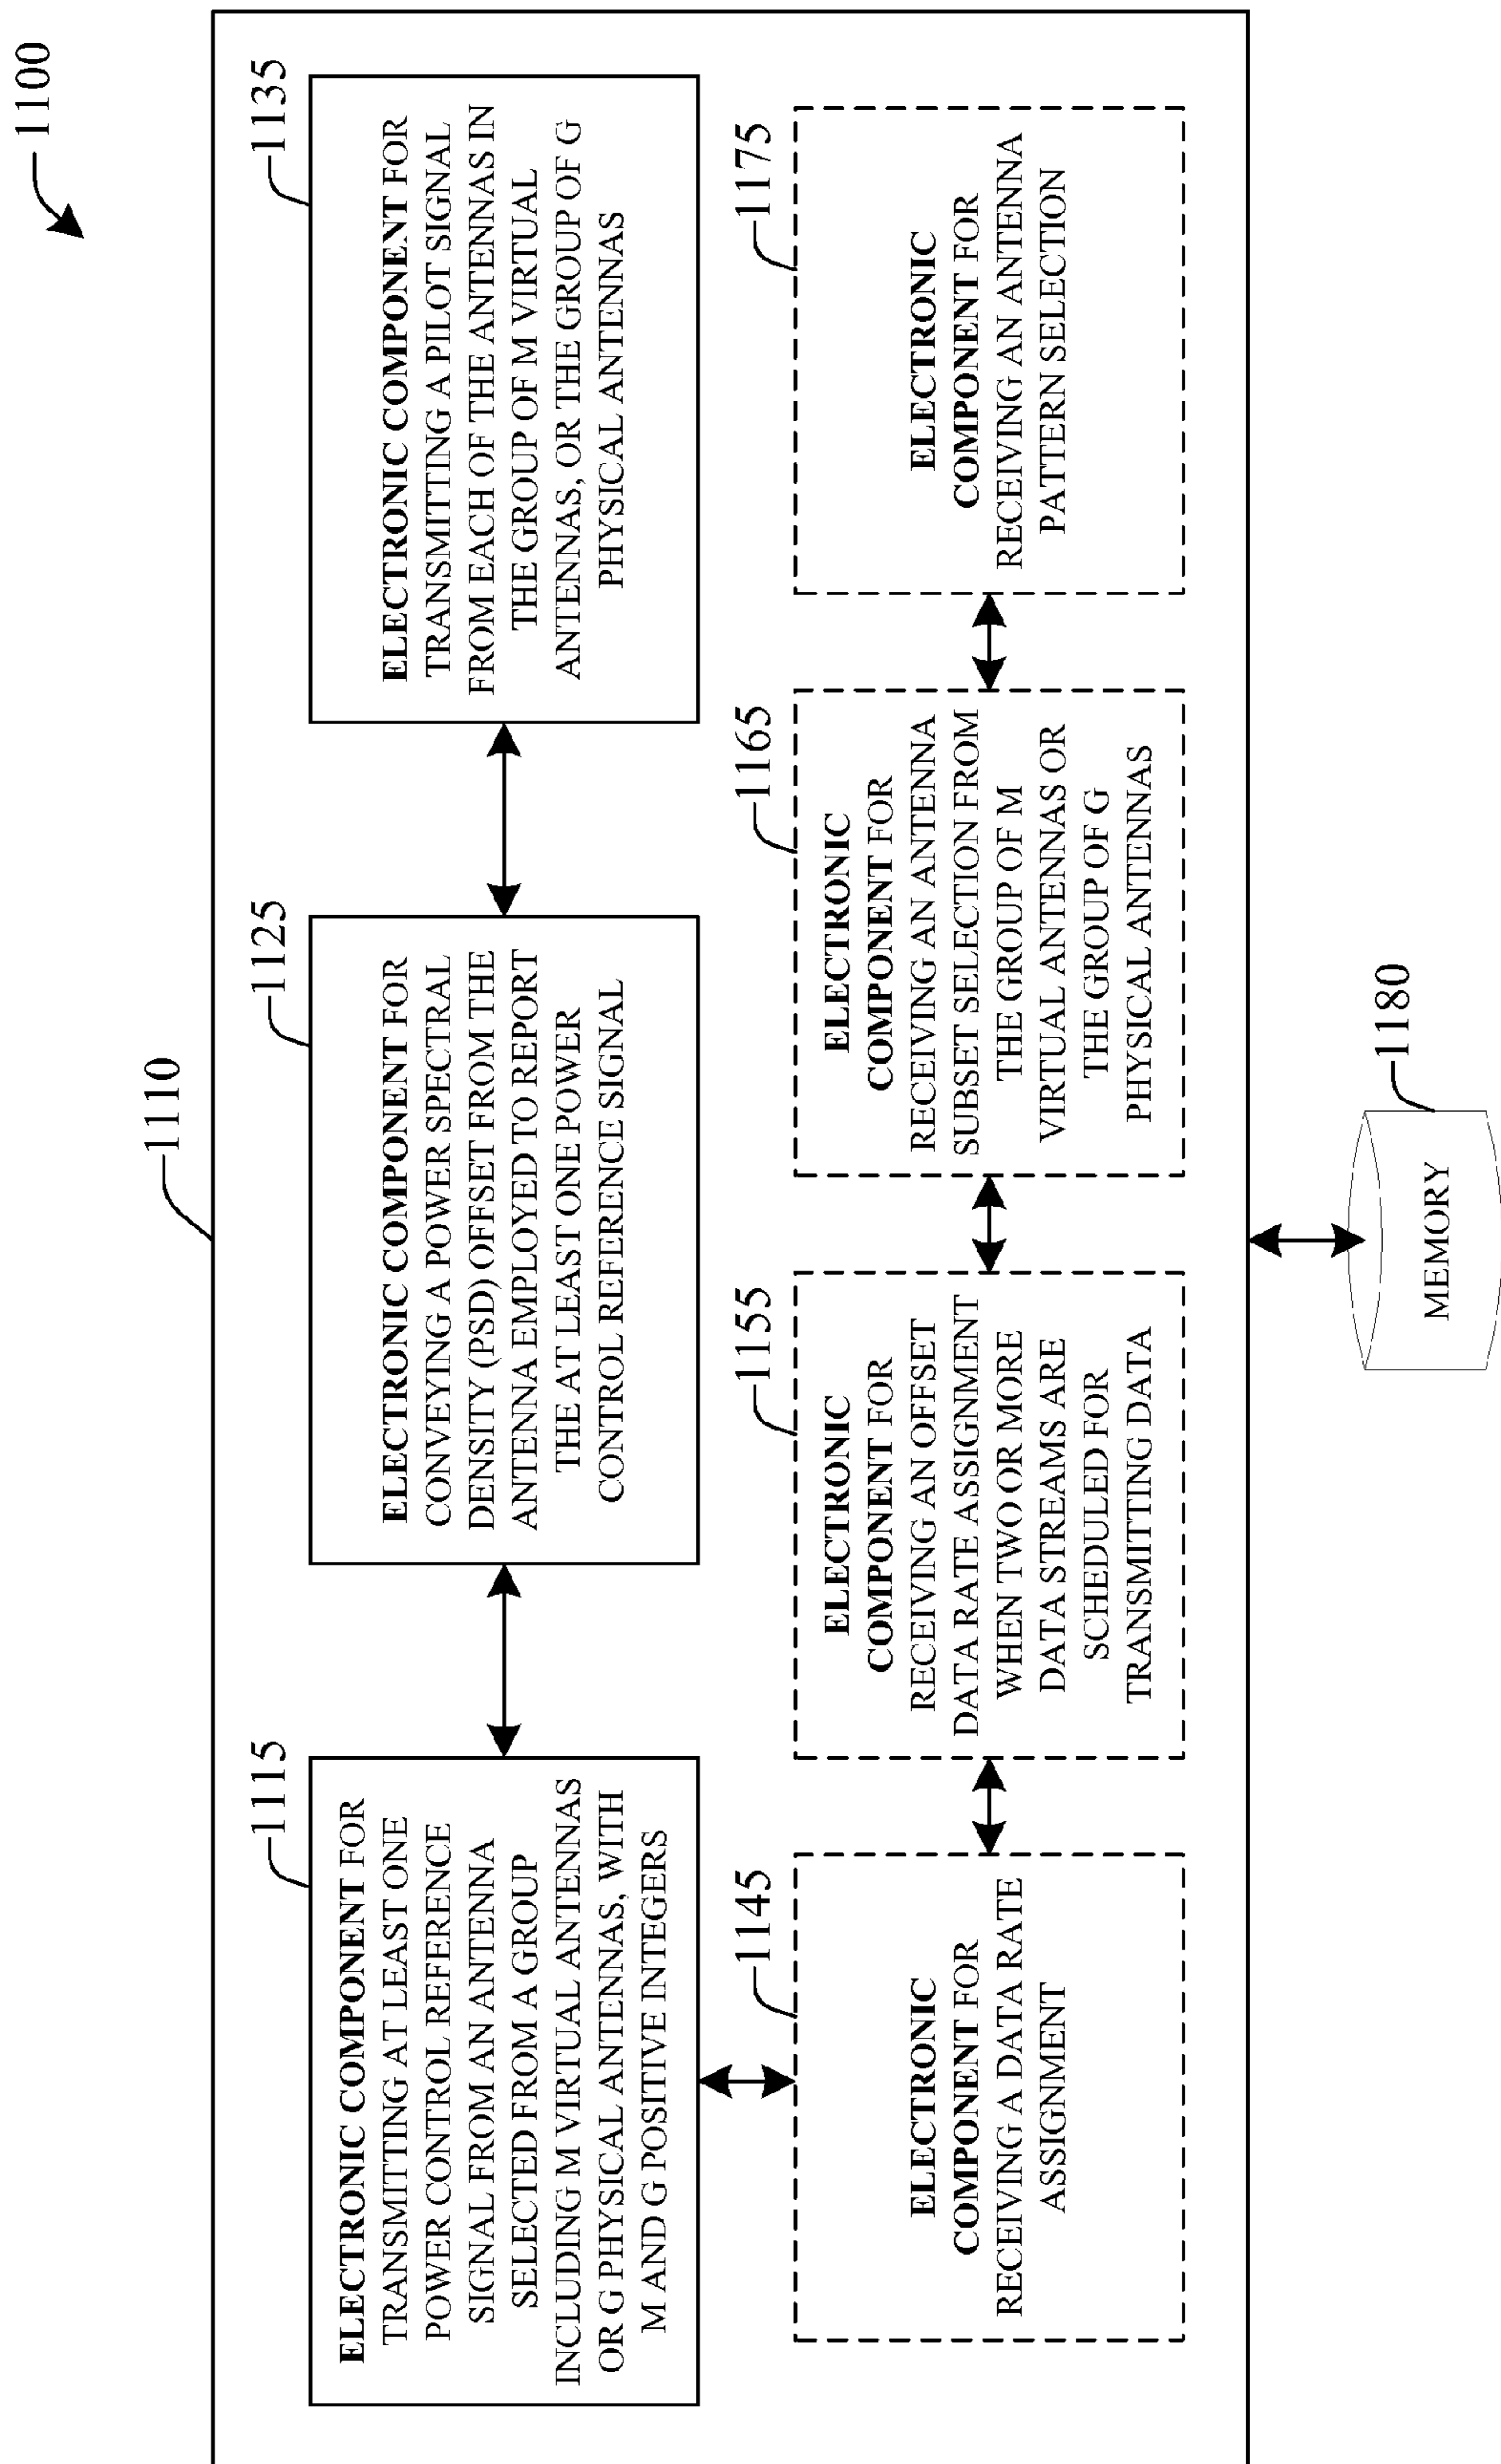 1100
1110
1115
ELECTRONIC COMPONENT FOR
TRANSMITTING AT LEAST ONE
POWER CONTROL REFERENCE
SIGNAL FROM AN ANTENNA
SELECTED FROM A GROUP
INCLUDING M VIRTUAL ANTENNAS
OR G PHYSICAL ANTENNAS, WITH
M AND G POSITIVE INTEGERS
1125
ELECTRONIC COMPONENT FOR
CONVEYING A POWER SPECTRAL
DENSITY (PSD) OFFSET FROM THE
ANTENNA EMPLOYED TO REPORT
THE AT LEAST ONE POWER
CONTROL REFERENCE SIGNAL
1135
ELECTRONIC COMPONENT FOR
TRANSMITTING A PILOT SIGNAL
FROM EACH OF THE ANTENNAS IN
THE GROUP OF M VIRTUAL
ANTENNAS, OR THE GROUP OF G
PHYSICAL ANTENNAS
1145
ELECTRONIC
COMPONENT FOR
RECEIVING A DATA RATE
ASSIGNMENT
1155
ELECTRONIC
COMPONENT FOR
RECEIVING AN OFFSET
DATA RATE ASSIGNMENT
WHEN TWO OR MORE
DATA STREAMS ARE
SCHEDULED FOR
TRANSMITTING DATA
1165
ELECTRONIC
COMPONENT FOR
RECEIVING AN ANTENNA
SUBSET SELECTION FROM
THE GROUP OF M
VIRTUAL ANTENNAS OR
THE GROUP OF G
PHYSICAL ANTENNAS
1175
ELECTRONIC
COMPONENT FOR
RECEIVING AN ANTENNA
PATTERN SELECTION
1180
MEMORY